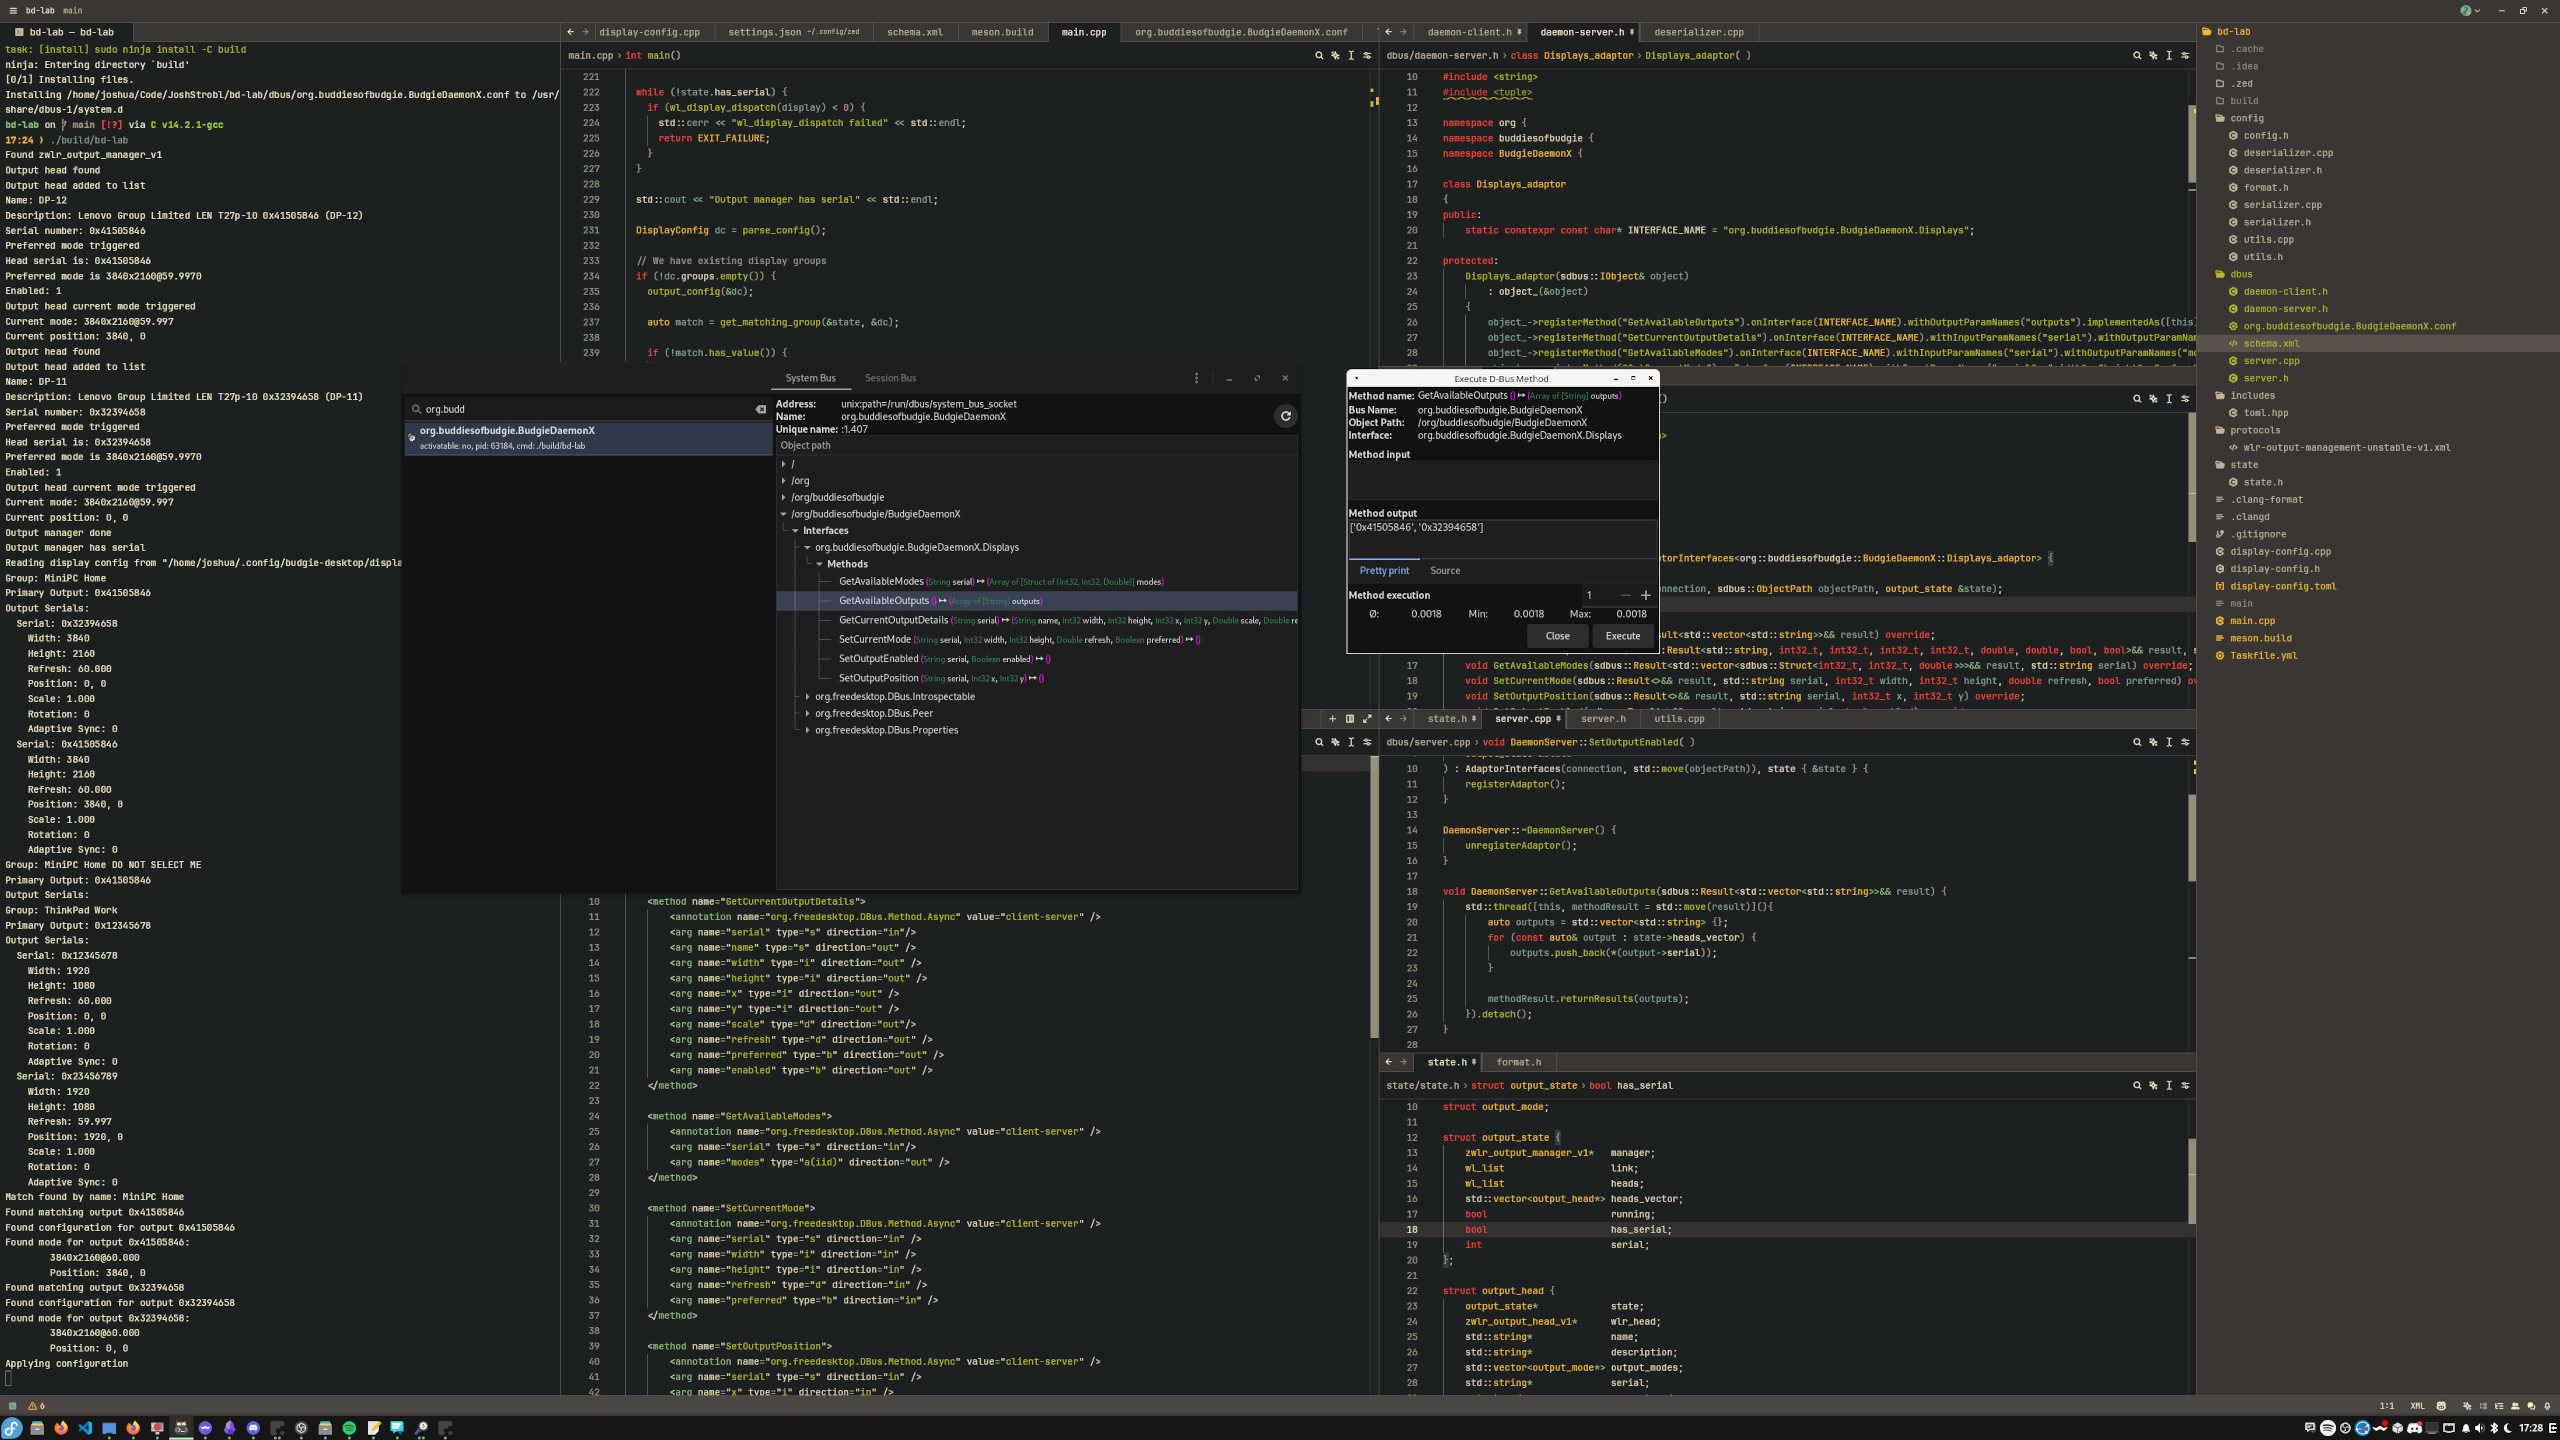 bd-lab main
bd-lab — bd-lab
task: [install] sudo ninja install -C build
ninja: Entering directory `build'
[0/1] Installing files.
Installing /home/joshua/Code/JoshStrobl/bd-lab/dbus/org.buddiesofbudgie.BudgieDaemonX.conf to /usr/
share/dbus-1/system.d
bd-lab on main [!?] via C v14.2.1-gcc
17:24 ❯ ./build/bd-lab
Found zwlr_output_manager_v1
Output head found
Output head added to list
Name: DP-12
Description: Lenovo Group Limited LEN T27p-10 0x41505846 (DP-12)
Serial number: 0x41505846
Preferred mode triggered
Head serial is: 0x41505846
Preferred mode is 3840x2160@59.9970
Enabled: 1
Output head current mode triggered
Current mode: 3840x2160@59.997
Current position: 3840, 0
Output head found
Output head added to list
Name: DP-11
Description: Lenovo Group Limited LEN T27p-10 0x32394658 (DP-11)
Serial number: 0x32394658
Preferred mode triggered
Head serial is: 0x32394658
Preferred mode is 3840x2160@59.9970
Enabled: 1
Output head current mode triggered
Current mode: 3840x2160@59.997
Current position: 0, 0
Output manager done
Output manager has serial
Reading display config from "/home/joshua/.config/budgie-desktop/displa
Group: MiniPC Home
Primary Output: 0x41505846
Output Serials:
Serial: 0x32394658
Width: 3840
Height: 2160
Refresh: 60.000
Position: 0, 0
Scale: 1.000
Rotation: 0
Adaptive Sync: 0
Serial: 0x41505846
Width: 3840
Height: 2160
Refresh: 60.000
Position: 3840, 0
Scale: 1.000
Rotation: 0
Adaptive Sync: 0
Group: MiniPC Home DO NOT SELECT ME
Primary Output: 0x41505846
Output Serials:
Group: ThinkPad Work
Primary Output: 0x12345678
Output Serials:
Serial: 0x12345678
Width: 1920
Height: 1080
Refresh: 60.000
Position: 0, 0
Scale: 1.000
Rotation: 0
Adaptive Sync: 0
Serial: 0x23456789
Width: 1920
Height: 1080
Refresh: 59.997
Position: 1920, 0
Scale: 1.000
Rotation: 0
Adaptive Sync: 0
Match found by name: MiniPC Home
Found matching output 0x41505846
Found configuration for output 0x41505846
Found mode for output 0x41505846:
3840x2160@60.000
Position: 3840, 0
Found matching output 0x32394658
Found configuration for output 0x32394658
Found mode for output 0x32394658:
3840x2160@60.000
Position: 0, 0
Applying configuration
display-config.cpp settings.json ~/.config/zed schema.xml meson.build main.cpp org.buddiesofbudgie.BudgieDaemonX.conf
main.cpp › int main()
221
222 while (!state.has_serial) {
223 if (wl_display_dispatch(display) < 0) {
224 std::cerr << "wl_display_dispatch failed" << std::endl;
225 return EXIT_FAILURE;
226 }
227 }
228
229 std::cout << "Output manager has serial" << std::endl;
230
231 DisplayConfig dc = parse_config();
232
233 // We have existing display groups
234 if (!dc.groups.empty()) {
235 output_config(&dc);
236
237 auto match = get_matching_group(&state, &dc);
238
239 if (!match.has_value()) {
System Bus Session Bus
org.budd
org.buddiesofbudgie.BudgieDaemonX
activatable: no, pid: 63184, cmd: ./build/bd-lab
Address: unix:path=/run/dbus/system_bus_socket
Name: org.buddiesofbudgie.BudgieDaemonX
Unique name: :1.407
Object path
/
/org
/org/buddiesofbudgie
/org/buddiesofbudgie/BudgieDaemonX
Interfaces
org.buddiesofbudgie.BudgieDaemonX.Displays
Methods
GetAvailableModes (String serial) ↦ (Array of [Struct of (Int32, Int32, Double)] modes)
GetAvailableOutputs () ↦ (Array of [String] outputs)
GetCurrentOutputDetails (String serial) ↦ (String name, Int32 width, Int32 height, Int32 x, Int32 y, Double scale, Double re
SetCurrentMode (String serial, Int32 width, Int32 height, Double refresh, Boolean preferred) ↦ ()
SetOutputEnabled (String serial, Boolean enabled) ↦ ()
SetOutputPosition (String serial, Int32 x, Int32 y) ↦ ()
org.freedesktop.DBus.Introspectable
org.freedesktop.DBus.Peer
org.freedesktop.DBus.Properties
10 <method name="GetCurrentOutputDetails">
11 <annotation name="org.freedesktop.DBus.Method.Async" value="client-server" />
12 <arg name="serial" type="s" direction="in"/>
13 <arg name="name" type="s" direction="out" />
14 <arg name="width" type="i" direction="out" />
15 <arg name="height" type="i" direction="out" />
16 <arg name="x" type="i" direction="out" />
17 <arg name="y" type="i" direction="out" />
18 <arg name="scale" type="d" direction="out"/>
19 <arg name="refresh" type="d" direction="out" />
20 <arg name="preferred" type="b" direction="out" />
21 <arg name="enabled" type="b" direction="out" />
22 </method>
23
24 <method name="GetAvailableModes">
25 <annotation name="org.freedesktop.DBus.Method.Async" value="client-server" />
26 <arg name="serial" type="s" direction="in"/>
27 <arg name="modes" type="a(iid)" direction="out" />
28 </method>
29
30 <method name="SetCurrentMode">
31 <annotation name="org.freedesktop.DBus.Method.Async" value="client-server" />
32 <arg name="serial" type="s" direction="in" />
33 <arg name="width" type="i" direction="in" />
34 <arg name="height" type="i" direction="in" />
35 <arg name="refresh" type="d" direction="in" />
36 <arg name="preferred" type="b" direction="in" />
37 </method>
38
39 <method name="SetOutputPosition">
40 <annotation name="org.freedesktop.DBus.Method.Async" value="client-server" />
41 <arg name="serial" type="s" direction="in" />
42 <arg name="x" type="i" direction="in" />
daemon-client.h daemon-server.h deserializer.cpp
dbus/daemon-server.h › class Displays_adaptor › Displays_adaptor( )
10 #include <string>
11 #include <tuple>
12
13 namespace org {
14 namespace buddiesofbudgie {
15 namespace BudgieDaemonX {
16
17 class Displays_adaptor
18 {
19 public:
20 static constexpr const char* INTERFACE_NAME = "org.buddiesofbudgie.BudgieDaemonX.Displays";
21
22 protected:
23 Displays_adaptor(sdbus::IObject& object)
24 : object_(&object)
25 {
26 object_->registerMethod("GetAvailableOutputs").onInterface(INTERFACE_NAME).withOutputParamNames("outputs").implementedAs([this]
27 object_->registerMethod("GetCurrentOutputDetails").onInterface(INTERFACE_NAME).withInputParamNames("serial").withOutputParamNam
28 object_->registerMethod("GetAvailableModes").onInterface(INTERFACE_NAME).withInputParamNames("serial").withOutputParamNames("mo
Execute D-Bus Method
Method name: GetAvailableOutputs () ↦ (Array of [String] outputs)
Bus Name: org.buddiesofbudgie.BudgieDaemonX
Object Path: /org/buddiesofbudgie/BudgieDaemonX
Interface: org.buddiesofbudgie.BudgieDaemonX.Displays
Method input
Method output
['0x41505846', '0x32394658']
Pretty print Source
Method execution 1
Ø: 0.0018 Min: 0.0018 Max: 0.0018
Close Execute
torInterfaces<org::buddiesofbudgie::BudgieDaemonX::Displays_adaptor> {
onnection, sdbus::ObjectPath objectPath, output_state &state);
ult<std::vector<std::string>>&& result) override;
Result<std::string, int32_t, int32_t, int32_t, int32_t, double, double, bool, bool>&& result, s
17 void GetAvailableModes(sdbus::Result<std::vector<sdbus::Struct<int32_t, int32_t, double>>>&& result, std::string serial) override;
18 void SetCurrentMode(sdbus::Result<>&& result, std::string serial, int32_t width, int32_t height, double refresh, bool preferred) ov
19 void SetOutputPosition(sdbus::Result<>&& result, std::string serial, int32_t x, int32_t y) override;
state.h server.cpp server.h utils.cpp
dbus/server.cpp › void DaemonServer::SetOutputEnabled( )
10 ) : AdaptorInterfaces(connection, std::move(objectPath)), state { &state } {
11 registerAdaptor();
12 }
13
14 DaemonServer::~DaemonServer() {
15 unregisterAdaptor();
16 }
17
18 void DaemonServer::GetAvailableOutputs(sdbus::Result<std::vector<std::string>>&& result) {
19 std::thread([this, methodResult = std::move(result)](){
20 auto outputs = std::vector<std::string> {};
21 for (const auto& output : state->heads_vector) {
22 outputs.push_back(*(output->serial));
23 }
24
25 methodResult.returnResults(outputs);
26 }).detach();
27 }
28
state.h format.h
state/state.h › struct output_state › bool has_serial
10 struct output_mode;
11
12 struct output_state {
13 zwlr_output_manager_v1* manager;
14 wl_list link;
15 wl_list heads;
16 std::vector<output_head*> heads_vector;
17 bool running;
18 bool has_serial;
19 int serial;
20 };
21
22 struct output_head {
23 output_state* state;
24 zwlr_output_head_v1* wlr_head;
25 std::string* name;
26 std::string* description;
27 std::vector<output_mode*> output_modes;
28 std::string* serial;
bd-lab
.cache
.idea
.zed
build
config
config.h
deserializer.cpp
deserializer.h
format.h
serializer.cpp
serializer.h
utils.cpp
utils.h
dbus
daemon-client.h
daemon-server.h
org.buddiesofbudgie.BudgieDaemonX.conf
schema.xml
server.cpp
server.h
includes
toml.hpp
protocols
wlr-output-management-unstable-v1.xml
state
state.h
.clang-format
.clangd
.gitignore
display-config.cpp
display-config.h
display-config.toml
main
main.cpp
meson.build
Taskfile.yml
6
1:1 XML
17:28